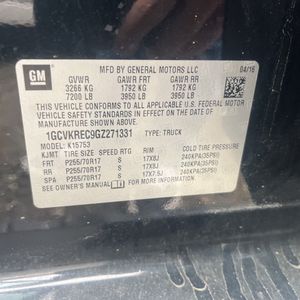 GM
MFD BY GENERAL MOTORS LLC
GVWR GAWR FRT GAWR RR 04/16
3266 KG 1792 KG 1792 KG
7200 LB 3950 LB 3950 LB
THIS VEHICLE CONFORMS TO ALL APPLICABLE U.S. FEDERAL MOTOR
VEHICLE SAFETY AND THEFT PREVENTION STANDARDS IN EFFECT
ON THE DATE OF MANUFACTURE SHOWN ABOVE.
1GCVKREC9GZ271331 TYPE: TRUCK
MODEL: K15753
KJMT TIRE SIZE SPEED RTG RIM COLD TIRE PRESSURE
FRT P255/70R17 S 17X8J 240KPA(35PSI)
RR P255/70R17 S 17X8J 240KPA(35PSI)
SPA P255/70R17 S 17X7.5J 240KPA(35PSI)
SEE OWNER'S MANUAL